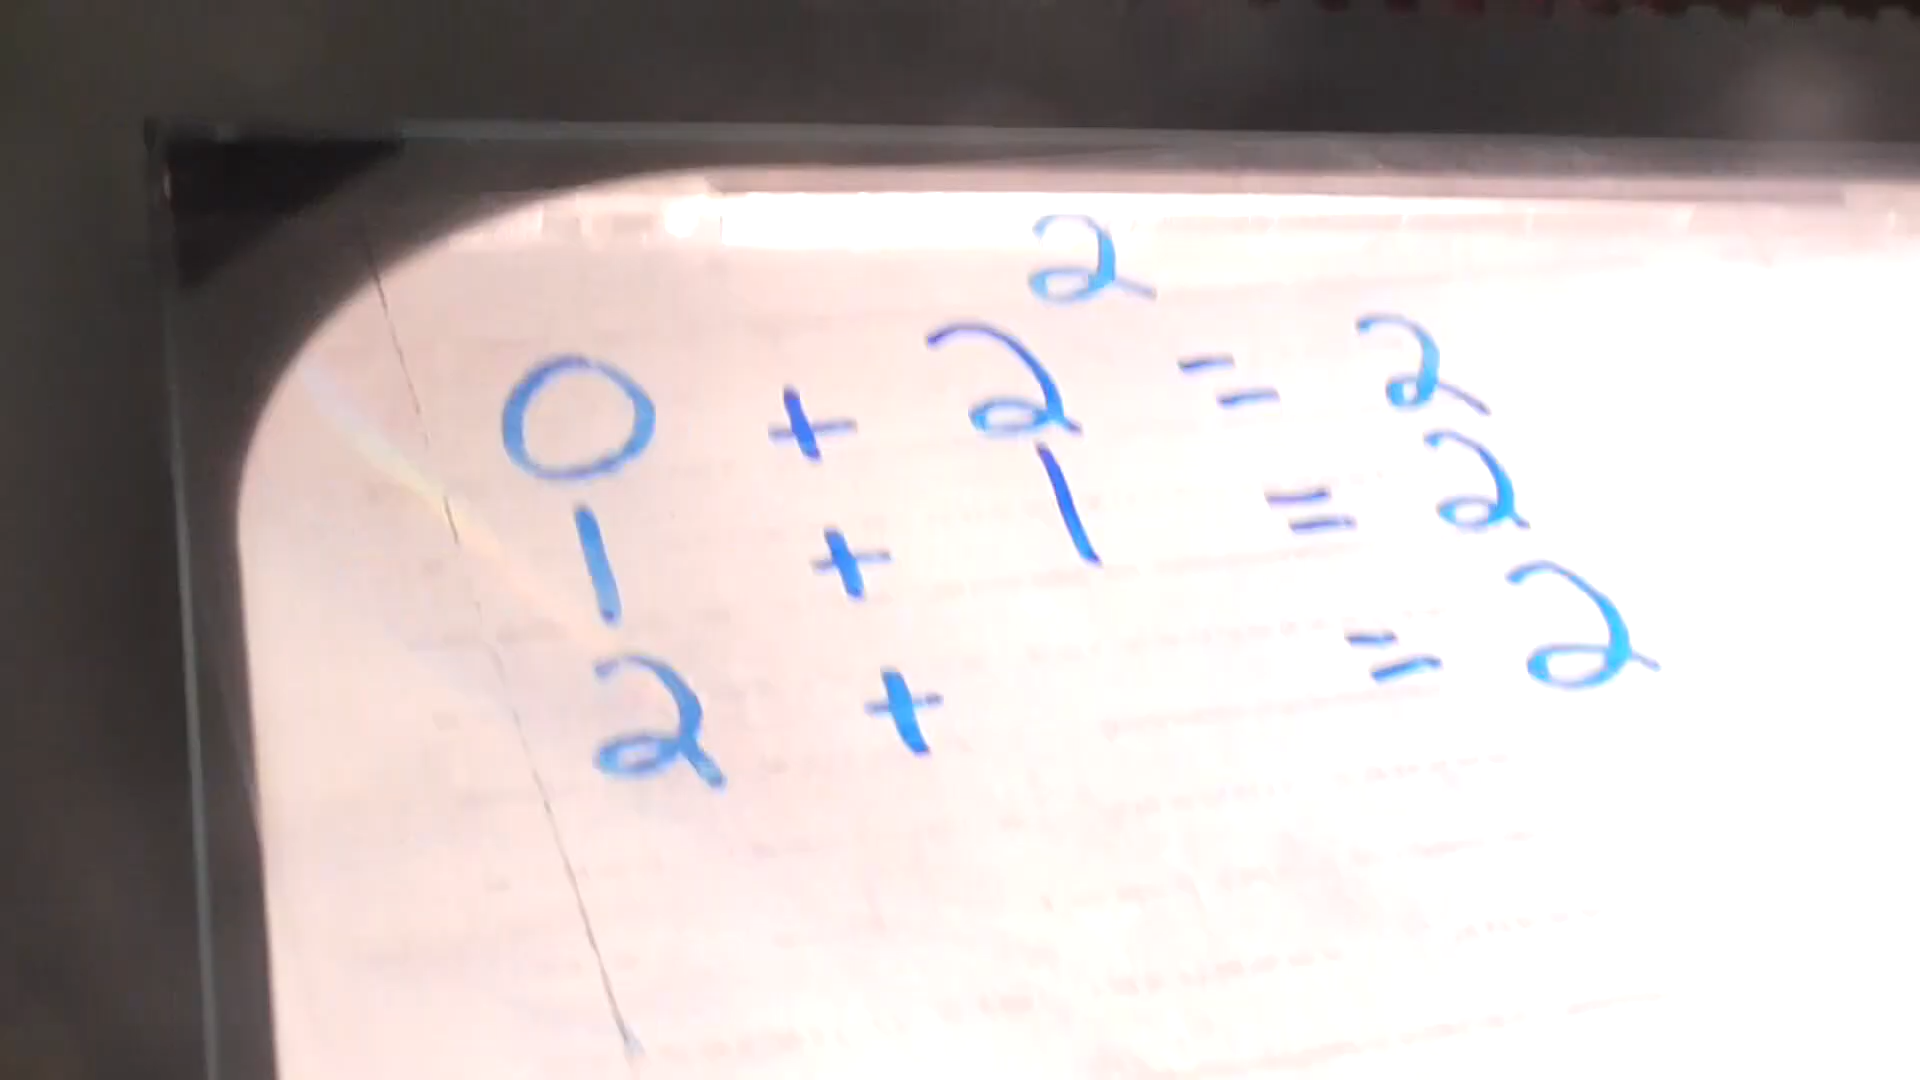 2
0 + 2 = 2
1 + 1 = 2
2 + = 2